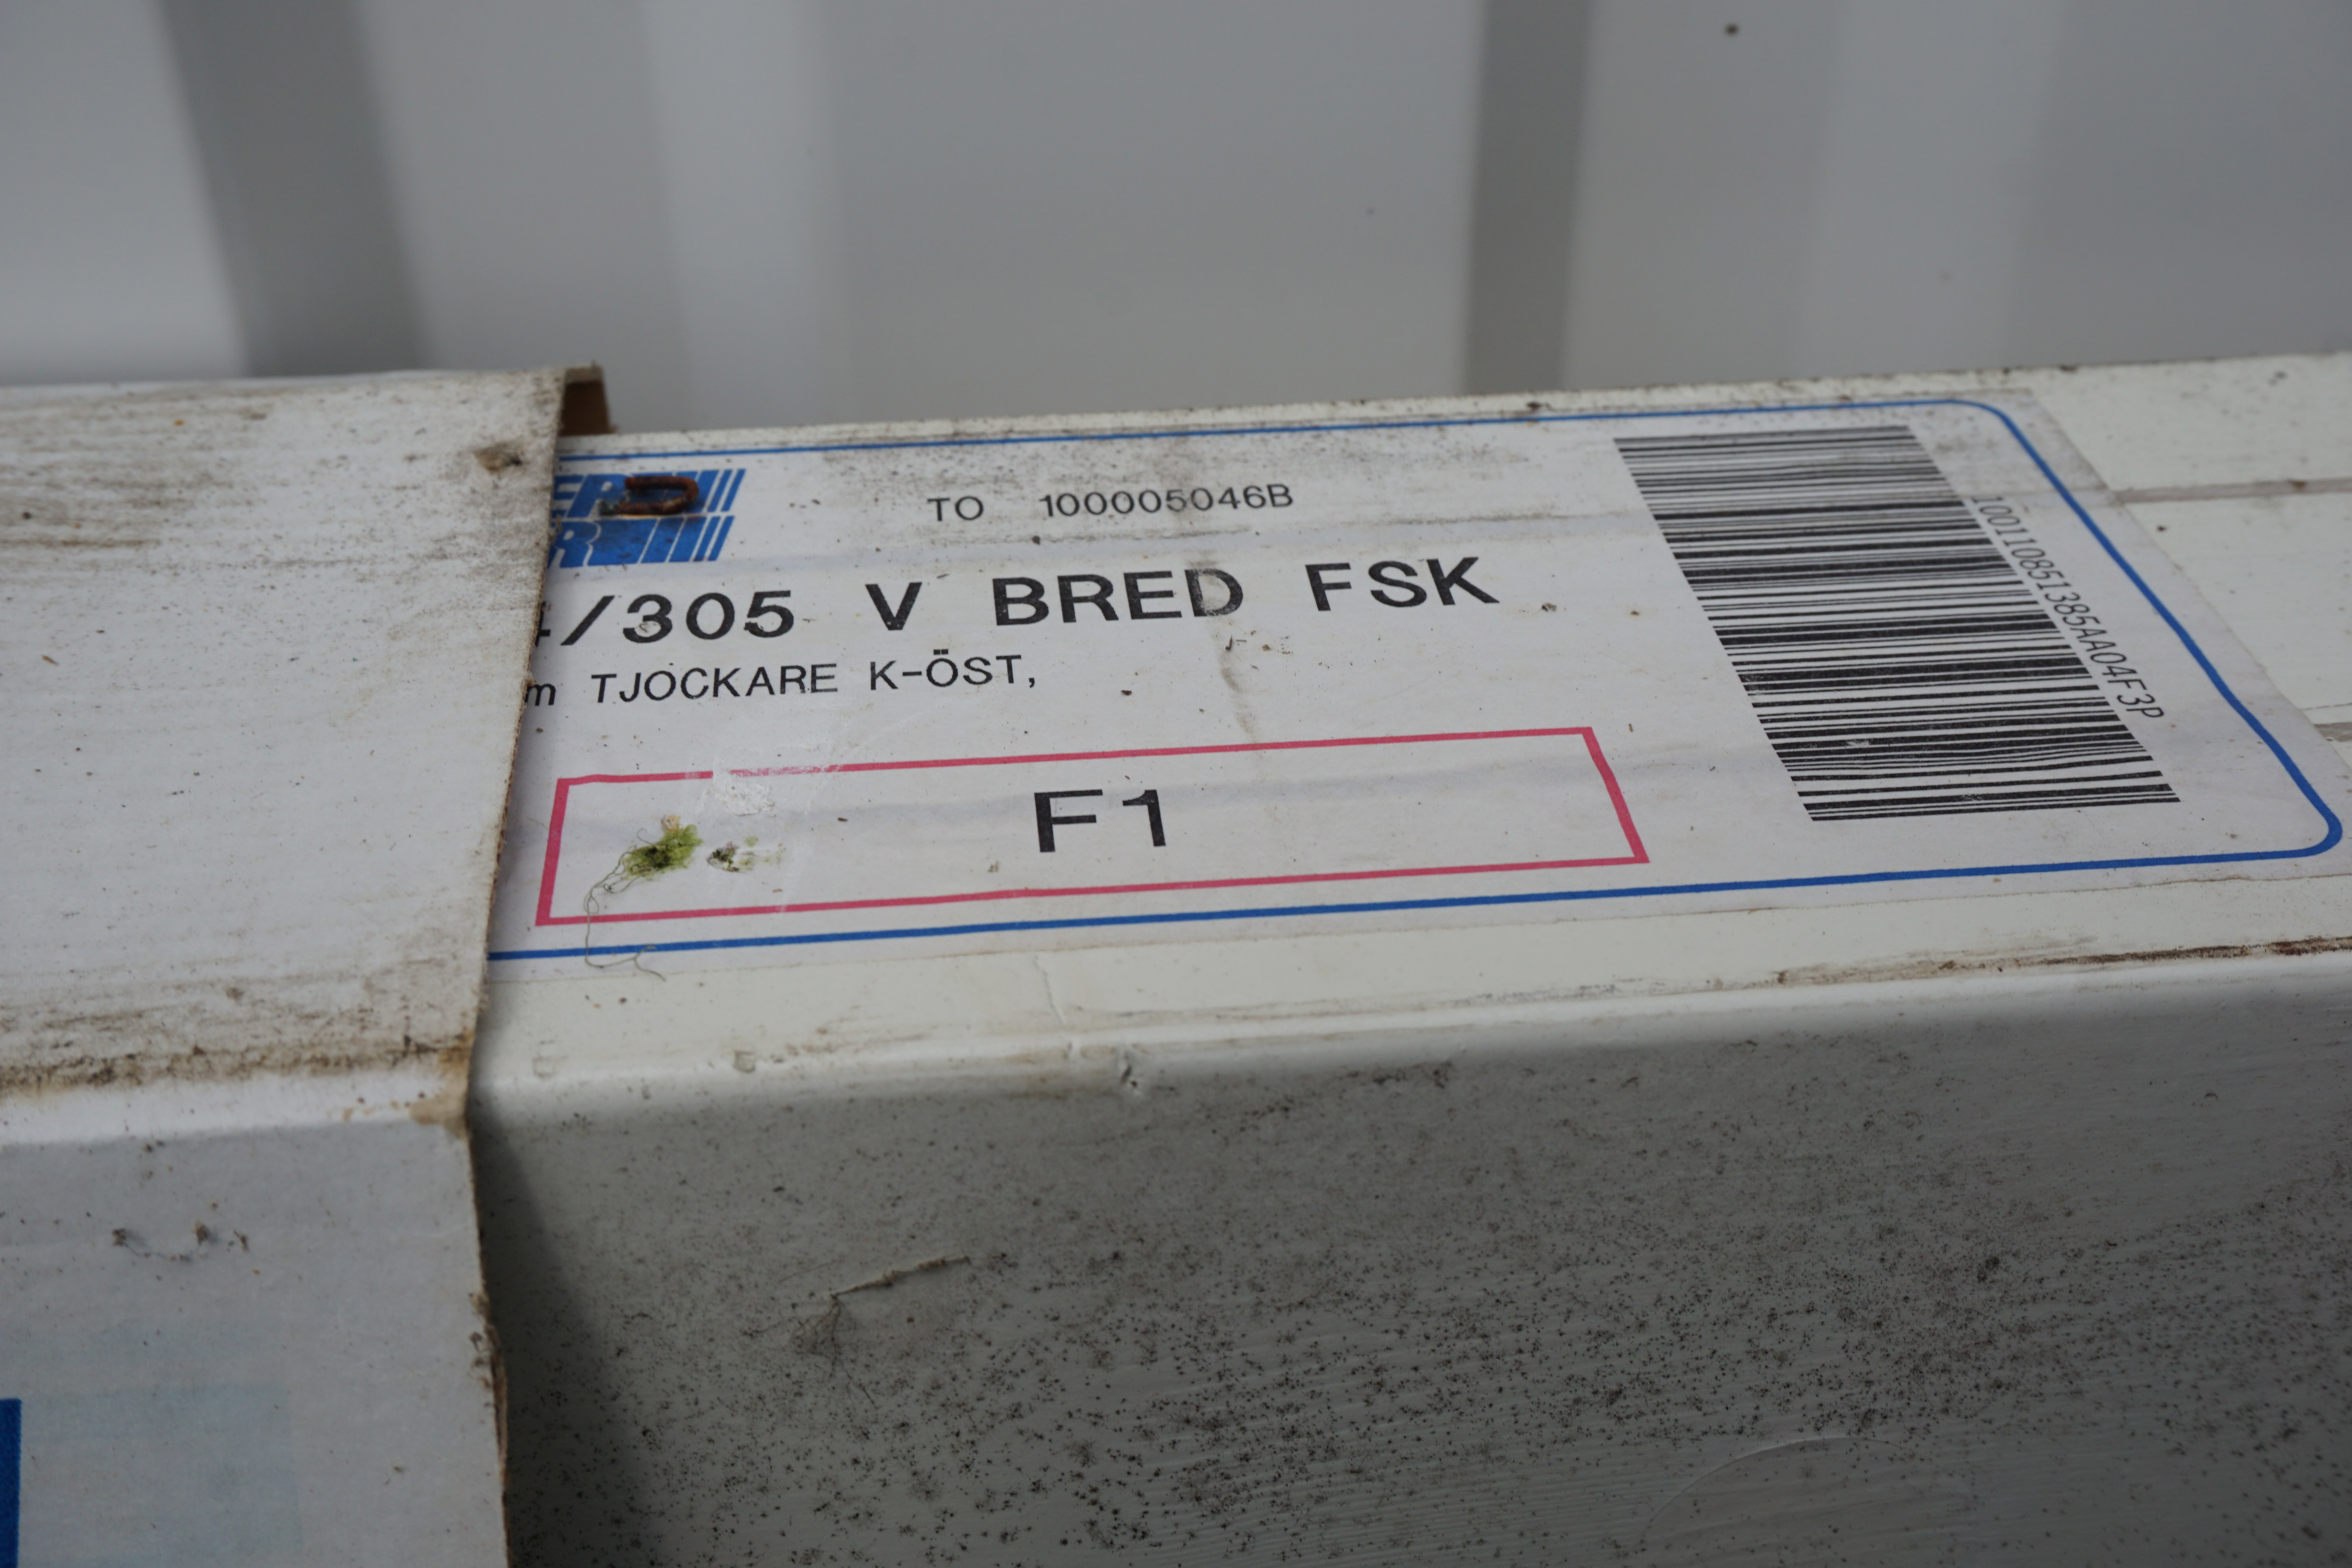 TO 100005046B
/305 V BRED FSK
m TJOCKARE K-ÖST,
F1
100110851385AA04F3P